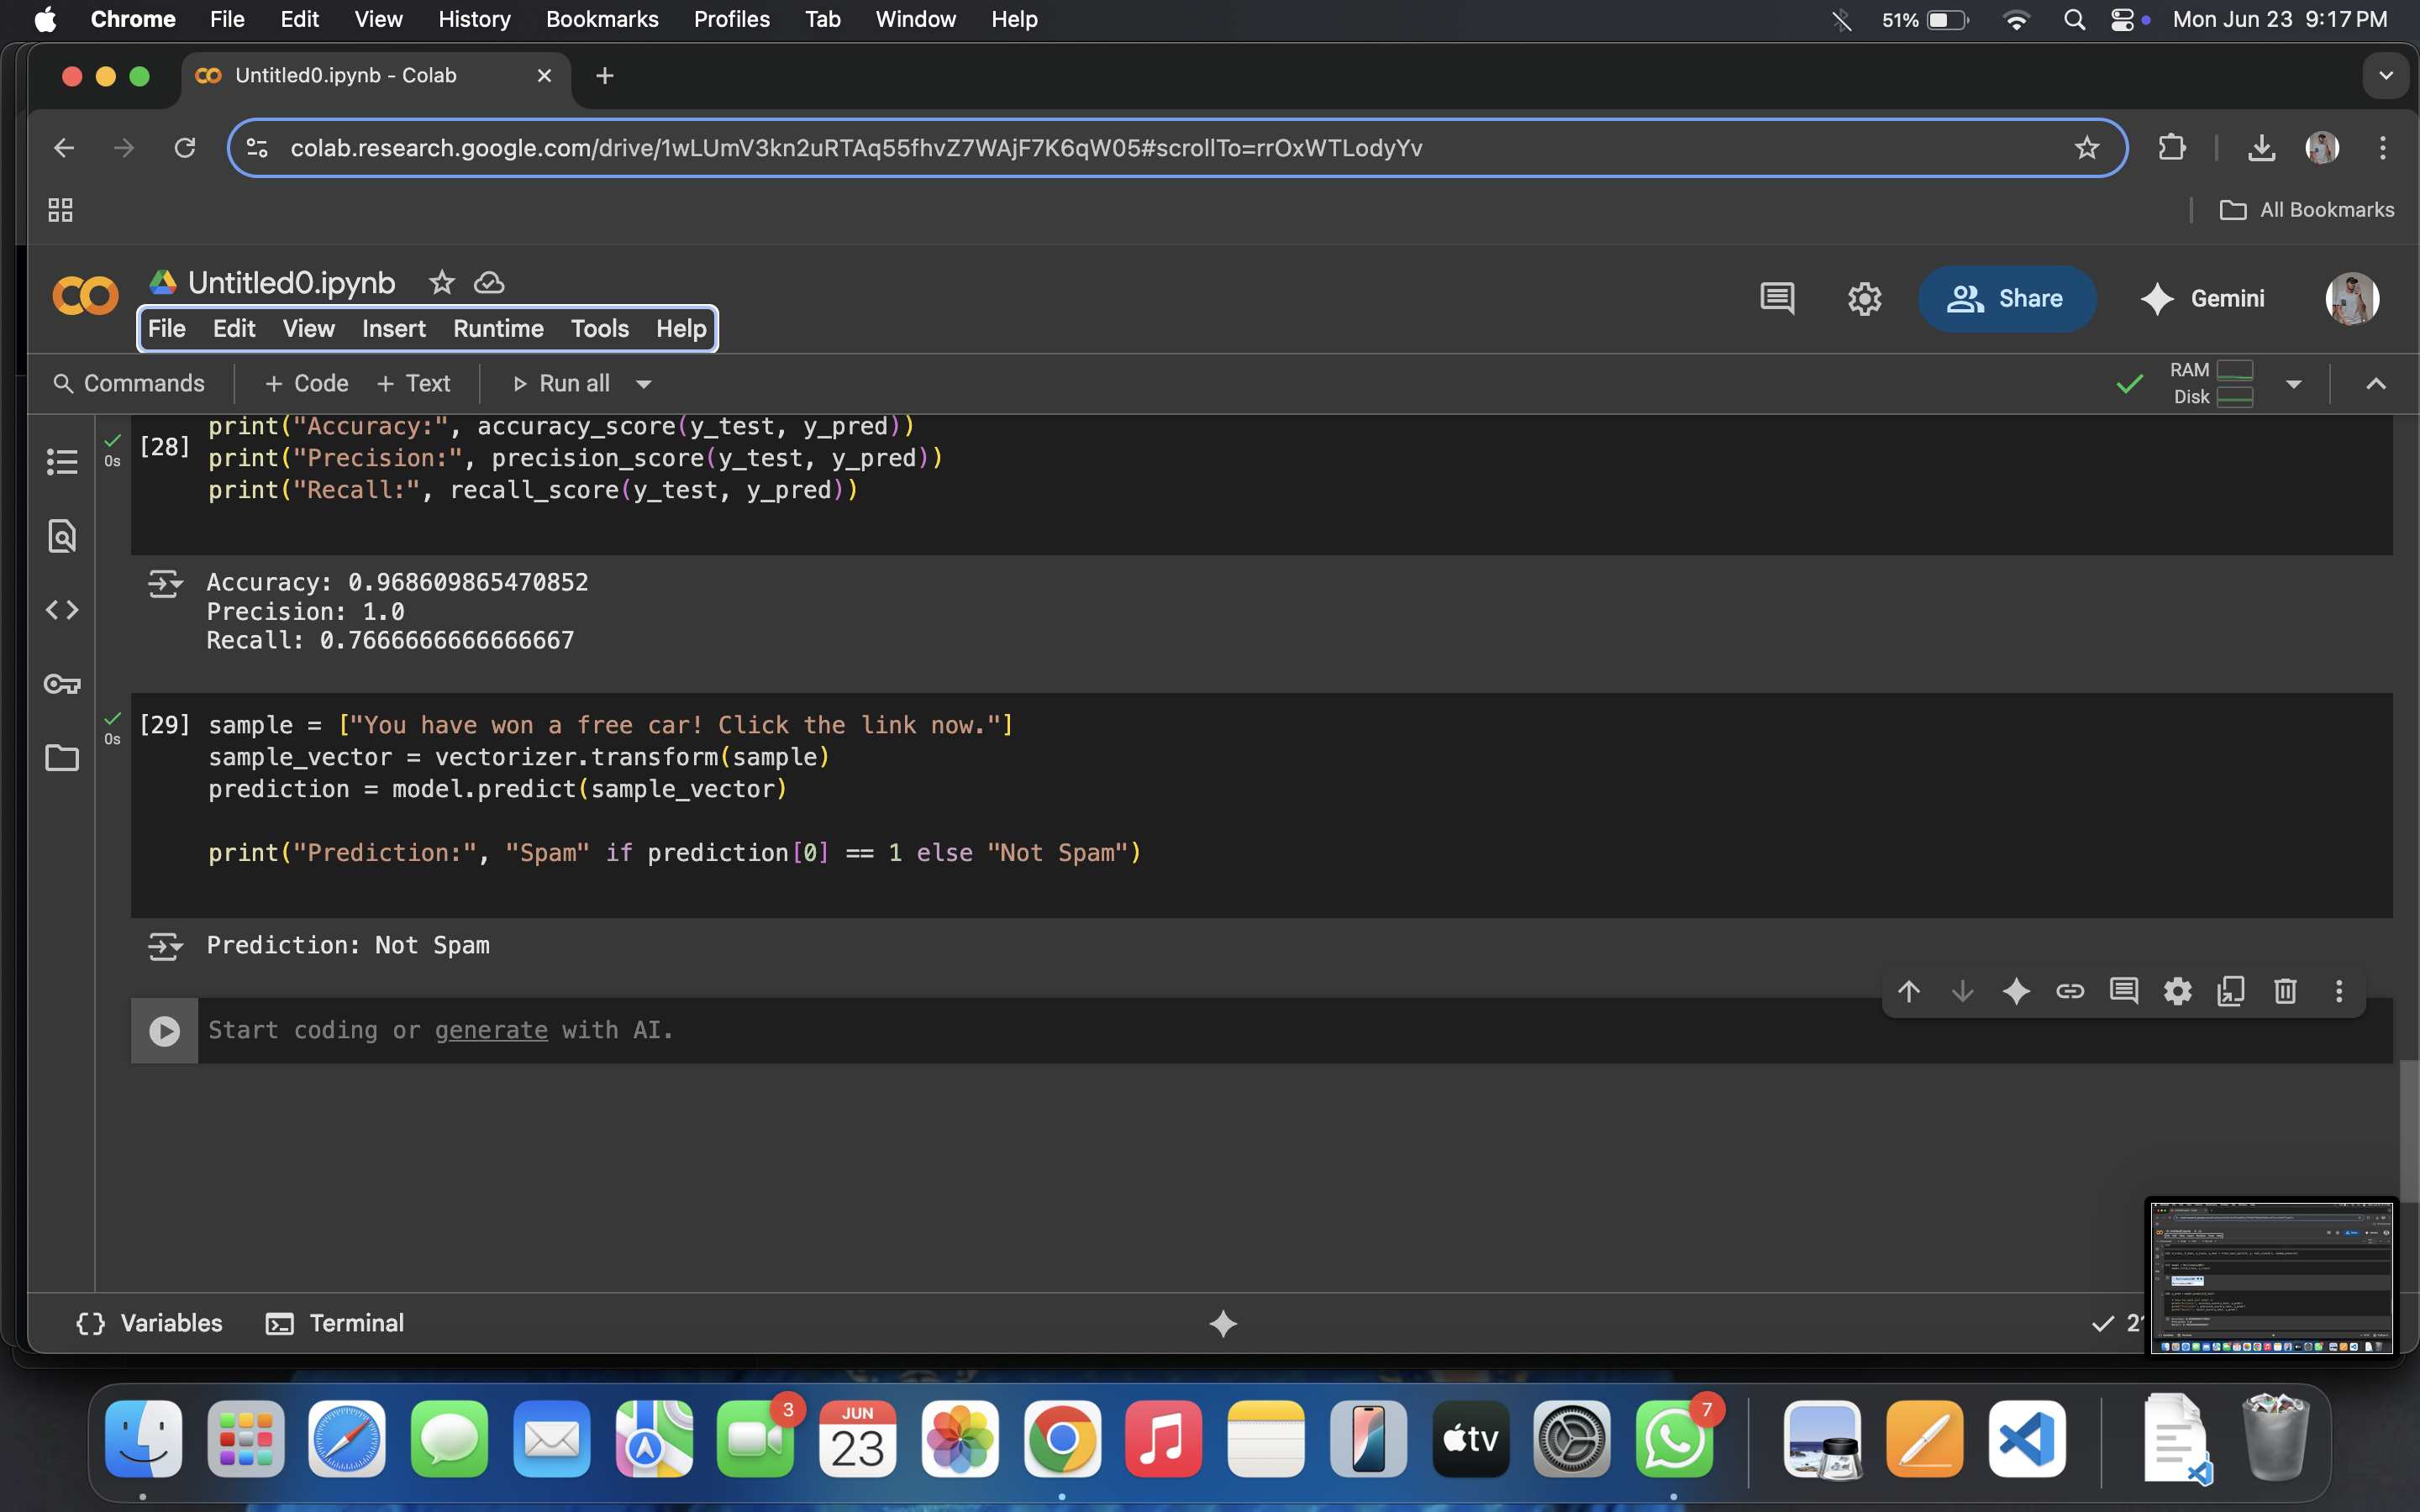 Chrome File Edit View History Bookmarks Profiles Tab Window Help 51% Mon Jun 23 9:17 PM
Untitled0.ipynb - Colab
colab.research.google.com/drive/1wLUmV3kn2uRTAq55fhvZ7WAjF7K6qW05#scrollTo=rrOxWTLodyYv
All Bookmarks
Untitled0.ipynb
File Edit View Insert Runtime Tools Help
Share Gemini
Commands + Code + Text Run all
RAM
Disk
[28] print("Accuracy:", accuracy_score(y_test, y_pred))
0s
print("Precision:", precision_score(y_test, y_pred))
print("Recall:", recall_score(y_test, y_pred))
Accuracy: 0.968609865470852
Precision: 1.0
Recall: 0.7666666666666667
[29] sample = ["You have won a free car! Click the link now."]
0s
sample_vector = vectorizer.transform(sample)
prediction = model.predict(sample_vector)
print("Prediction:", "Spam" if prediction[0] == 1 else "Not Spam")
Prediction: Not Spam
Start coding or generate with AI.
{} Variables Terminal
3
JUN
23
tv
7